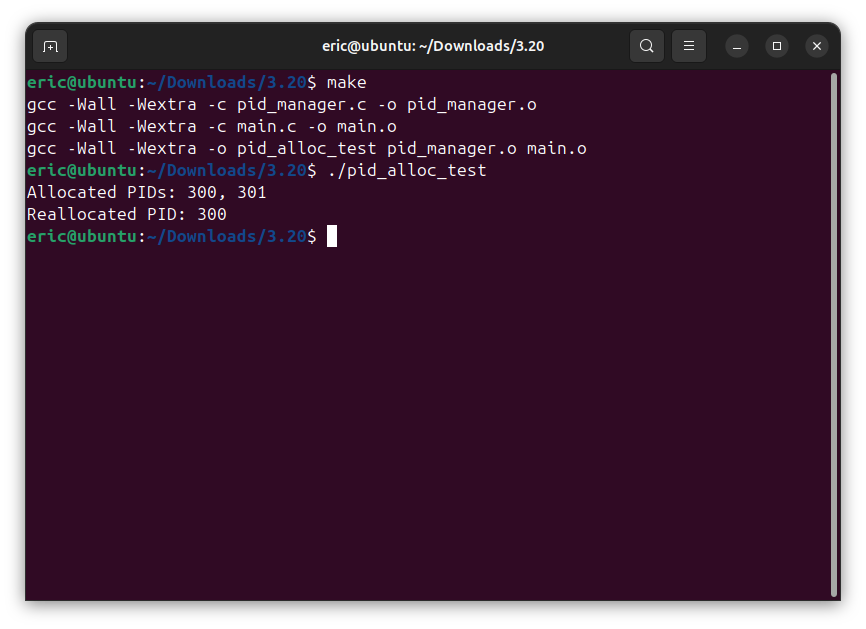 eric@ubuntu: ~/Downloads/3.20
eric@ubuntu:~/Downloads/3.20$ make
gcc -Wall -Wextra -c pid_manager.c -o pid_manager.o
gcc -Wall -Wextra -c main.c -o main.o
gcc -Wall -Wextra -o pid_alloc_test pid_manager.o main.o
eric@ubuntu:~/Downloads/3.20$ ./pid_alloc_test
Allocated PIDs: 300, 301
Reallocated PID: 300
eric@ubuntu:~/Downloads/3.20$